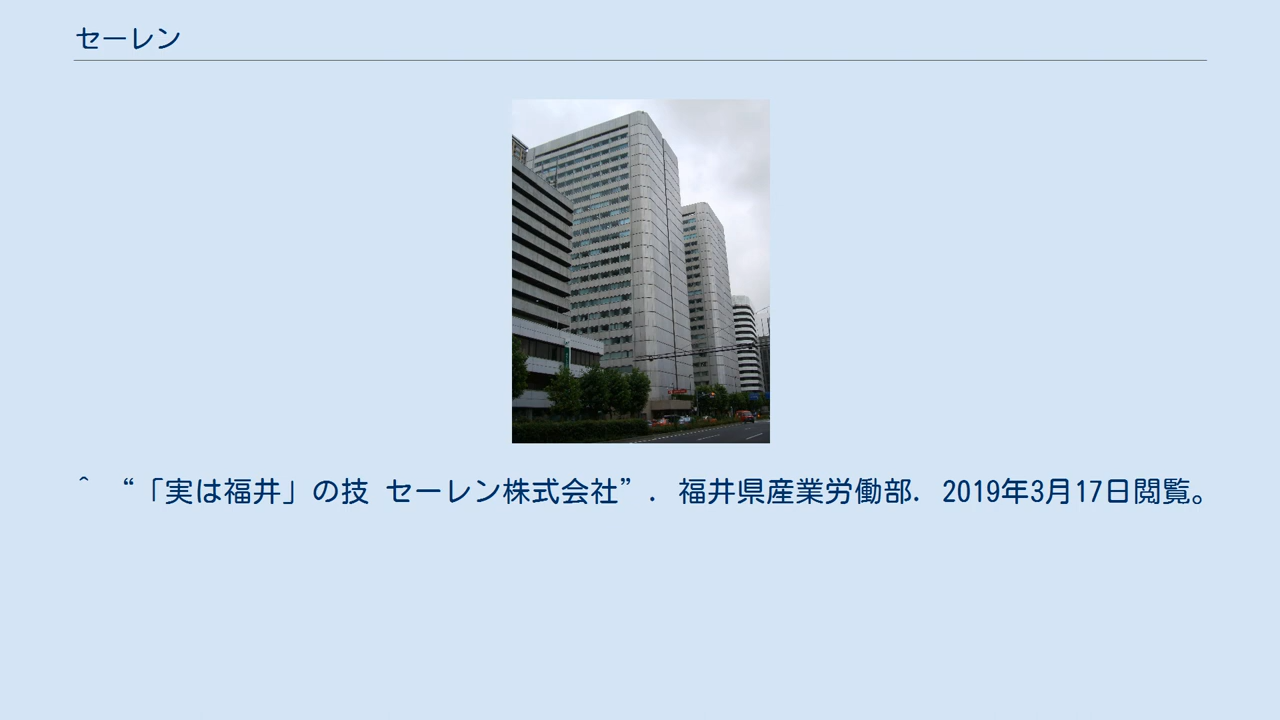 セーレン
^ “「実は福井」の技 セーレン株式会社”. 福井県産業労働部. 2019年3月17日閲覧。